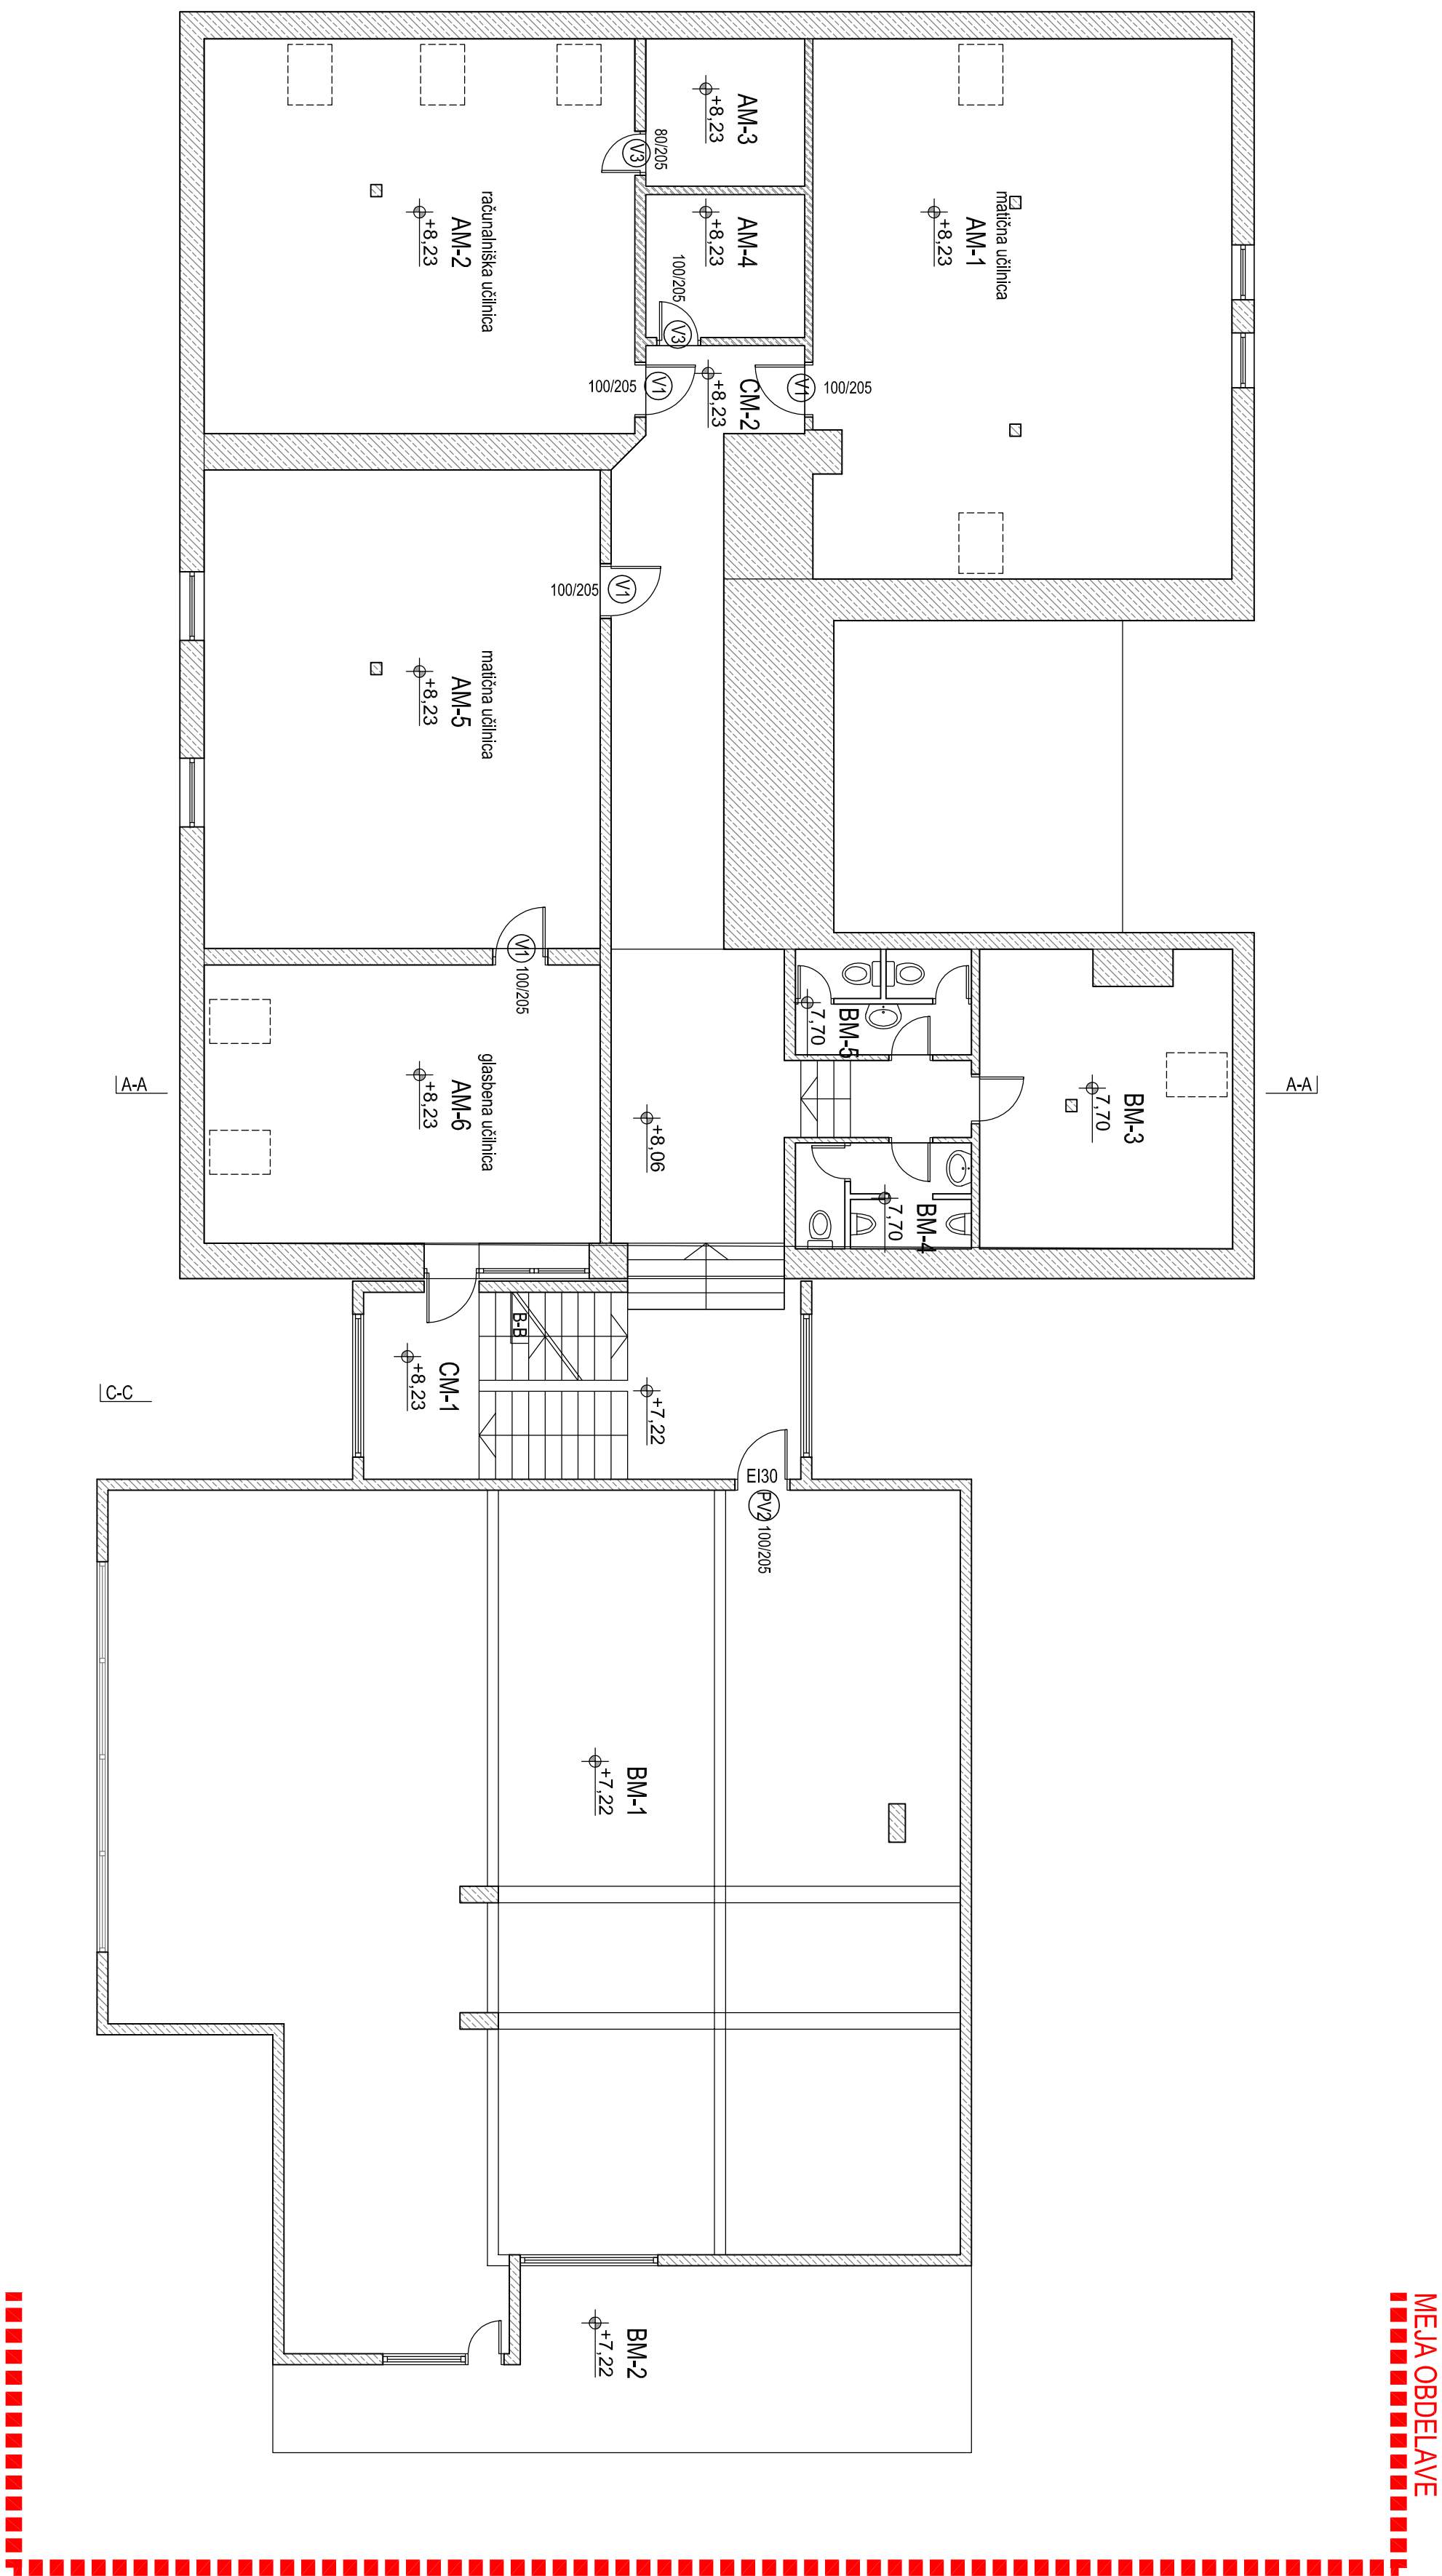 AM-3
+8,23
80/205
V3
AM-4
+8,23
100/205
V3
matična učilnica
AM-1
+8,23
računalniška učilnica
AM-2
+8,23
CM-2
+8,23
100/205
V1
V1
100/205
100/205
V1
matična učilnica
AM-5
+8,23
V1
100/205
glasbena učilnica
AM-6
+8,23
BM-5
7,70
BM-3
7,70
BM-4
7,70
+8,06
A-A
A-A
B-B
CM-1
+8,23
+7,22
C-C
EI30
PV2
100/205
BM-1
+7,22
BM-2
+7,22
MEJA OBDELAVE